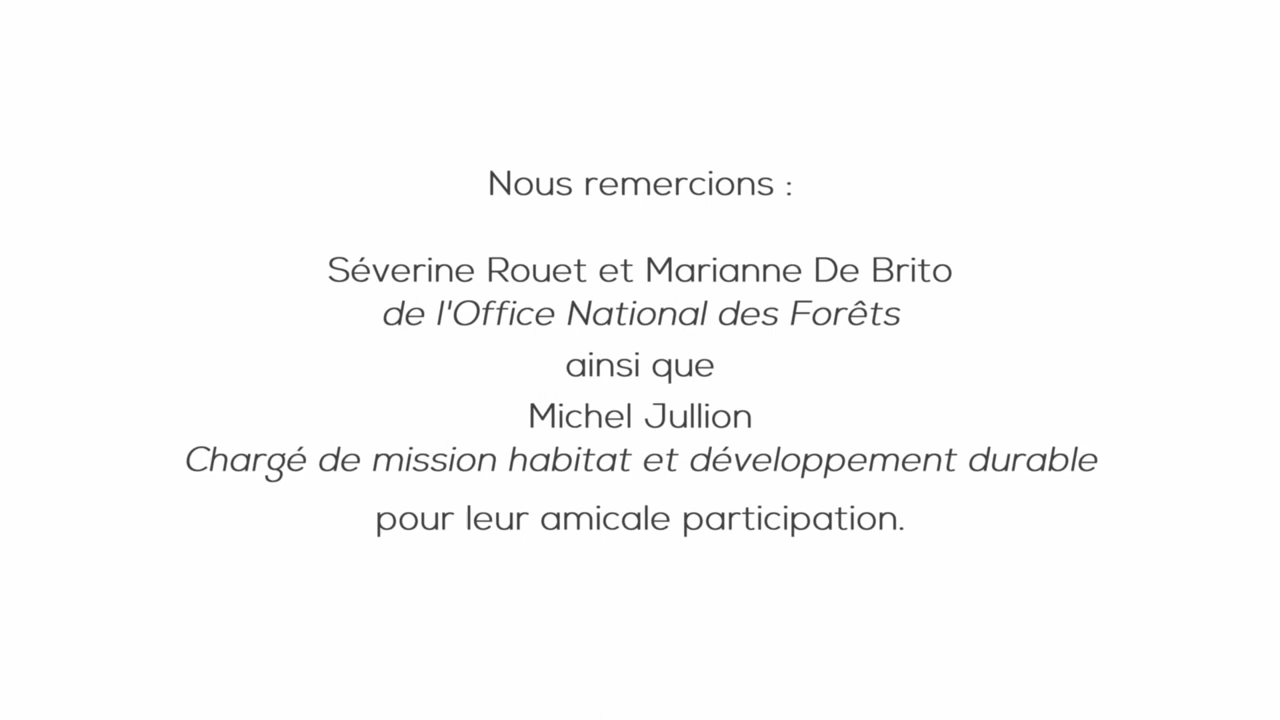 Nous remercions :
Séverine Rouet et Marianne De Brito
de l'Office National des Forêts
ainsi que
Michel Jullion
Chargé de mission habitat et développement durable
pour leur amicale participation.